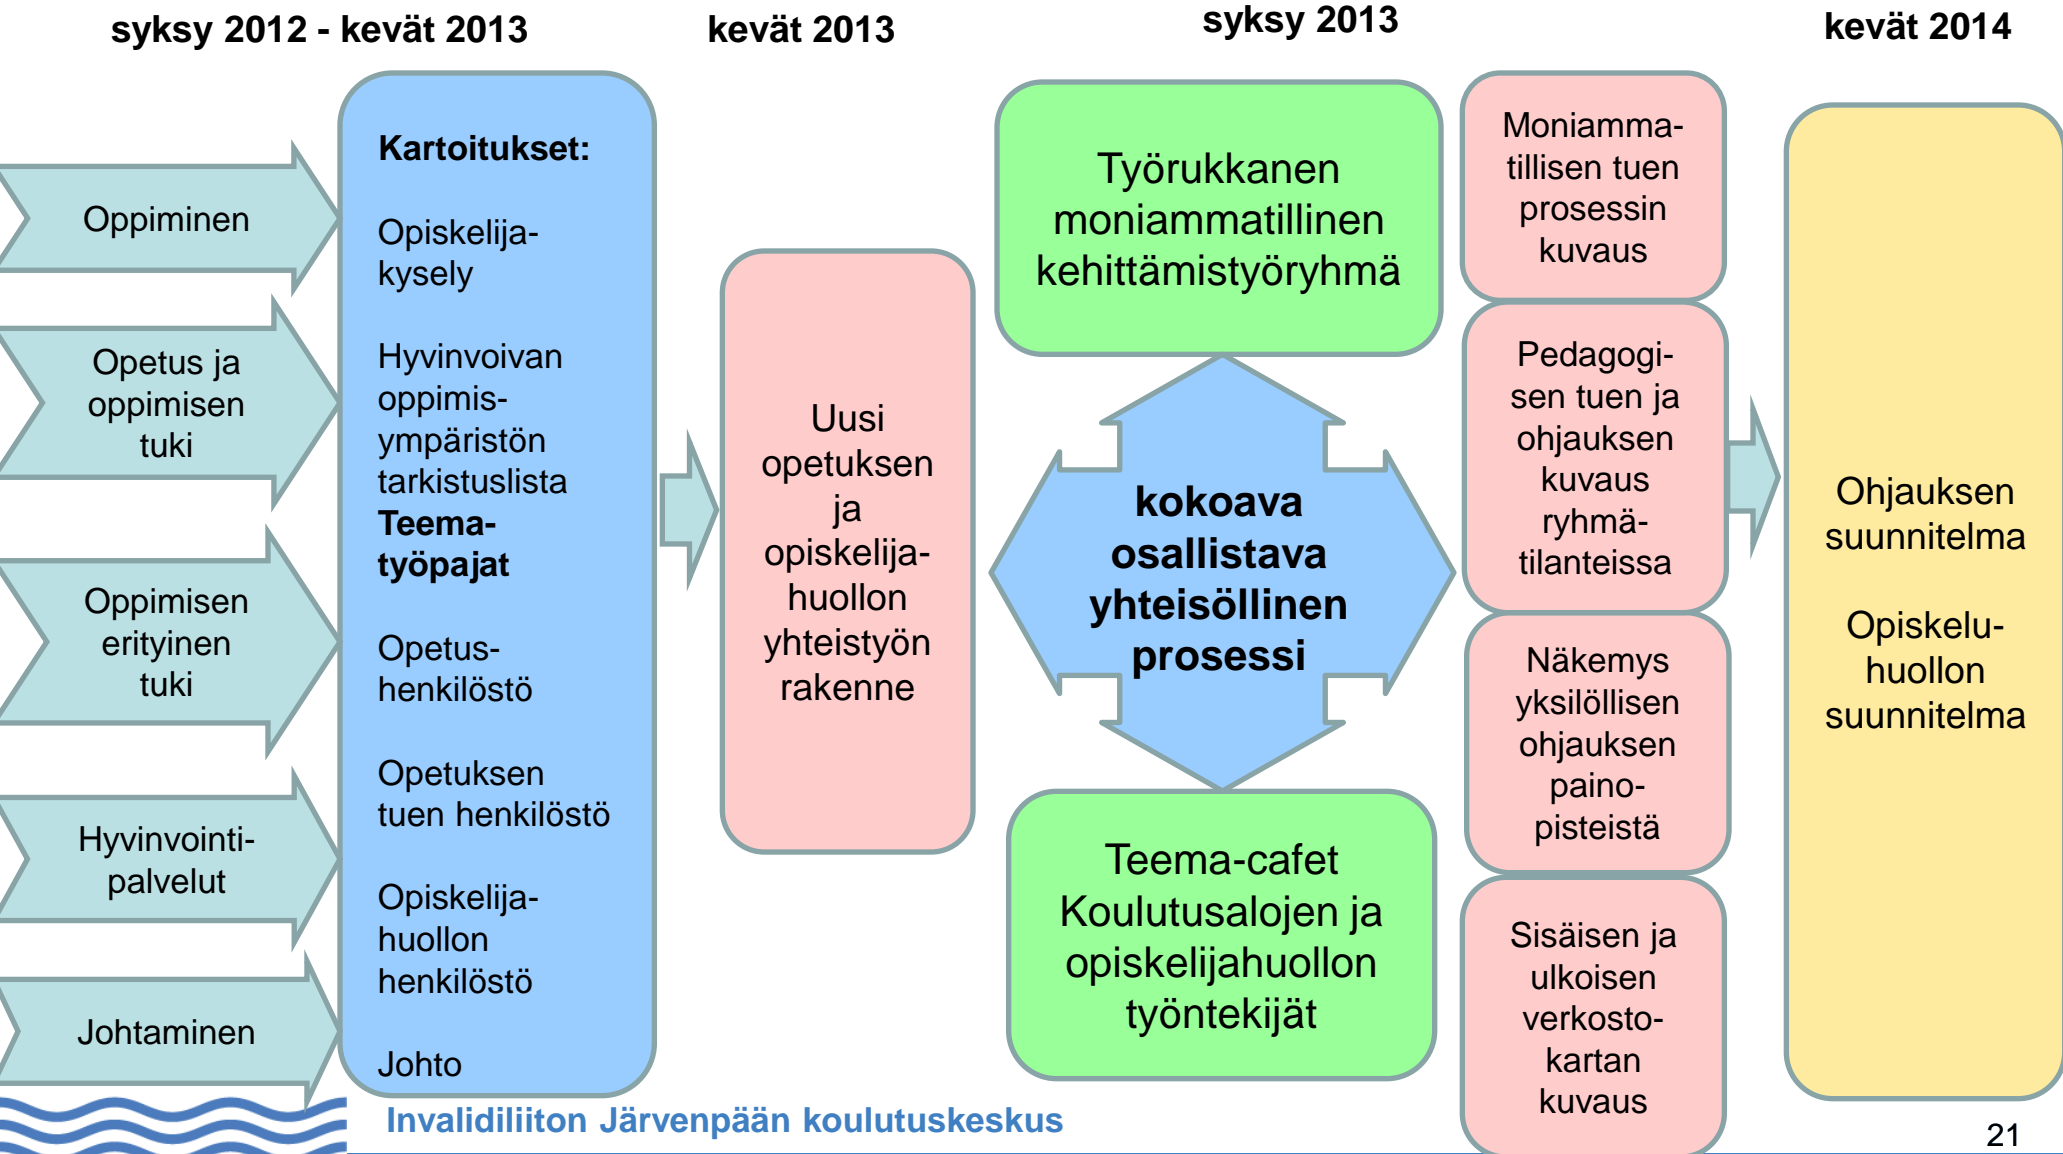 syksy 2012 - kevät 2013
kevät 2013
syksy 2013
kevät 2014
Oppiminen
Opetus ja
oppimisen
tuki
Oppimisen
erityinen
tuki
Hyvinvointi-
palvelut
Johtaminen
Kartoitukset:
Opiskelija-
kysely
Hyvinvoivan
oppimis-
ympäristön
tarkistuslista
Teema-
työpajat
Opetus-
henkilöstö
Opetuksen
tuen henkilöstö
Opiskelija-
huollon
henkilöstö
Johto
Uusi
opetuksen
ja
opiskelija-
huollon
yhteistyön
rakenne
Työrukkanen
moniammatillinen
kehittämistyöryhmä
kokoava
osallistava
yhteisöllinen
prosessi
Teema-cafet
Koulutusalojen ja
opiskelijahuollon
työntekijät
Moniamma-
tillisen tuen
prosessin
kuvaus
Pedagogi-
sen tuen ja
ohjauksen
kuvaus
ryhmä-
tilanteissa
Näkemys
yksilöllisen
ohjauksen
paino-
pisteistä
Sisäisen ja
ulkoisen
verkosto-
kartan
kuvaus
Ohjauksen
suunnitelma
Opiskelu-
huollon
suunnitelma
Invalidiliiton Järvenpään koulutuskeskus
21